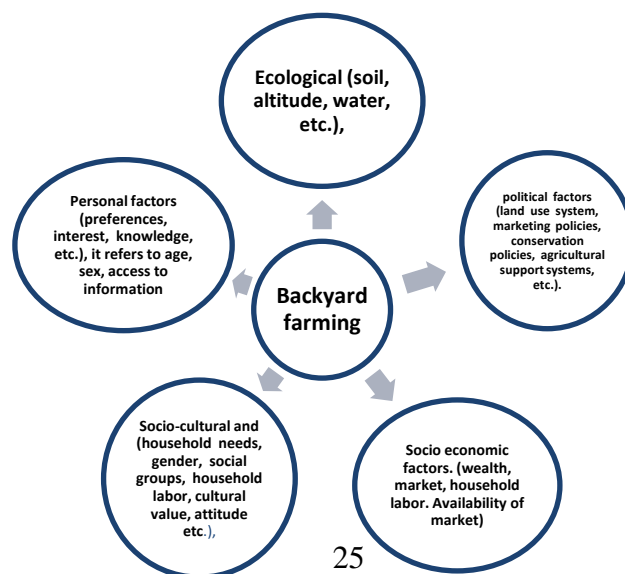 Ecological (soil,
altitude, water,
etc.),
Personal factors
(preferences,
interest, knowledge,
etc.), it refers to age,
sex, access to
information
political factors
(land use system,
marketing policies,
conservation
policies, agricultural
support systems,
etc.).
Backyard
farming
Socio-cultural and
(household needs,
gender, social
groups, household
labor, cultural
value, attitude
etc.),
Socio economic
factors. (wealth,
market, household
labor. Availability of
market)
25